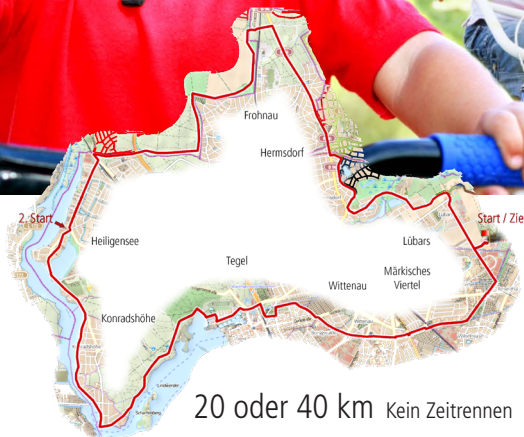 Frohnau
Hermsdorf
2. Start
Start / Zie
Heiligensee
Lübars
Tegel
Märkisches
Viertel
Wittenau
Konradshöhe
Scharfenberg
20 oder 40 km Kein Zeitrennen